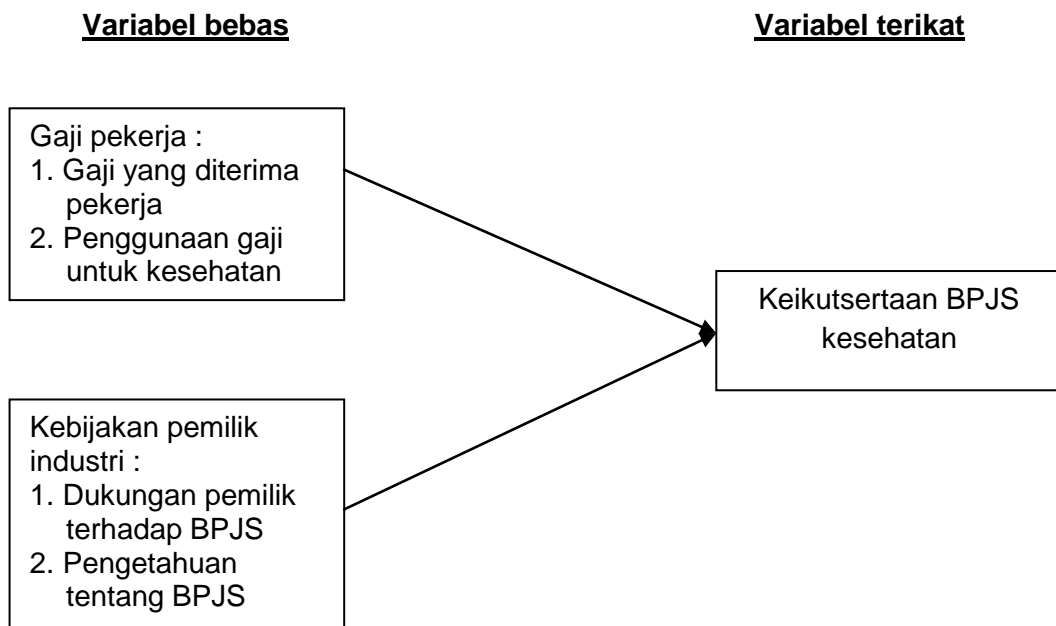 Variabel bebas
Variabel terikat
Gaji pekerja :
1. Gaji yang diterima
pekerja
2. Penggunaan gaji
untuk kesehatan
Keikutsertaan BPJS
kesehatan
Kebijakan pemilik
industri :
1. Dukungan pemilik
terhadap BPJS
2. Pengetahuan
tentang BPJS